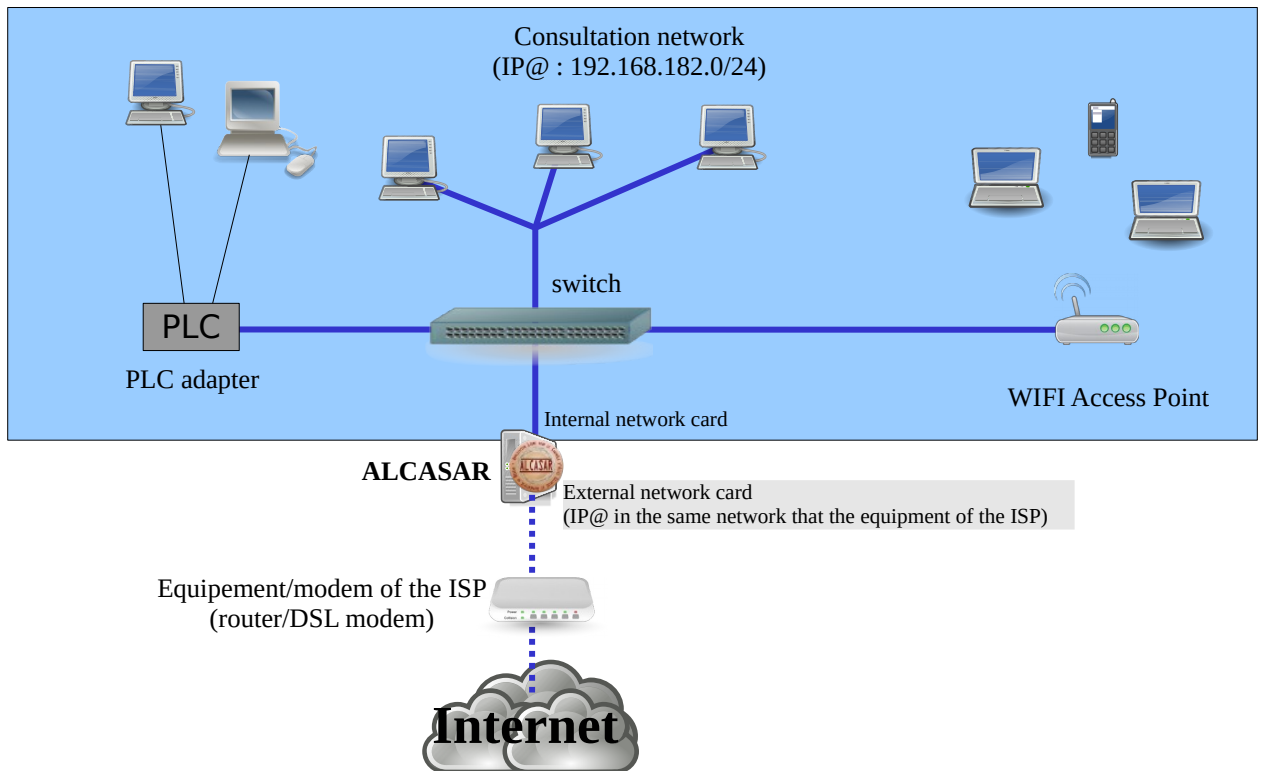 Consultation network
(IP@ : 192.168.182.0/24)
switch
PLC
PLC adapter
WIFI Access Point
Internal network card
ALCASAR
ALCASAR
External network card
(IP@ in the same network that the equipment of the ISP)
Equipement/modem of the ISP
(router/DSL modem)
Internet